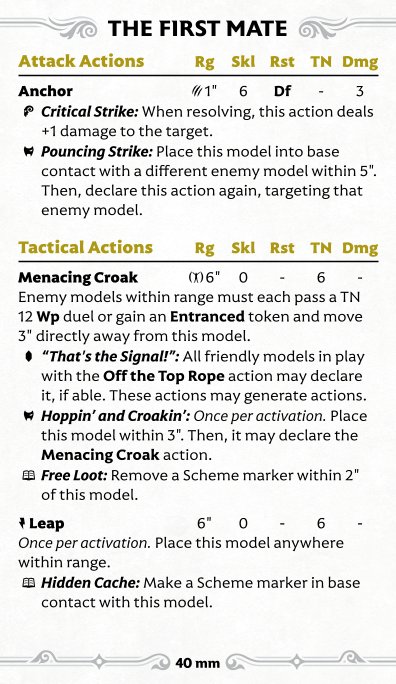 THE FIRST MATE
Attack Actions Rg Skl Rst TN Dmg
Anchor 1" 6 Df - 3
Critical Strike: When resolving, this action deals
+1 damage to the target.
Pouncing Strike: Place this model into base
contact with a different enemy model within 5".
Then, declare this action again, targeting that
enemy model.
Tactical Actions Rg Skl Rst TN Dmg
Menacing Croak 6" 0 - 6 -
Enemy models within range must each pass a TN
12 Wp duel or gain an Entranced token and move
3" directly away from this model.
"That's the Signal!": All friendly models in play
with the Off the Top Rope action may declare
it, if able. These actions may generate actions.
Hoppin' and Croakin': Once per activation. Place
this model within 3". Then, it may declare the
Menacing Croak action.
Free Loot: Remove a Scheme marker within 2"
of this model.
Leap 6" 0 - 6 -
Once per activation. Place this model anywhere
within range.
Hidden Cache: Make a Scheme marker in base
contact with this model.
40 mm